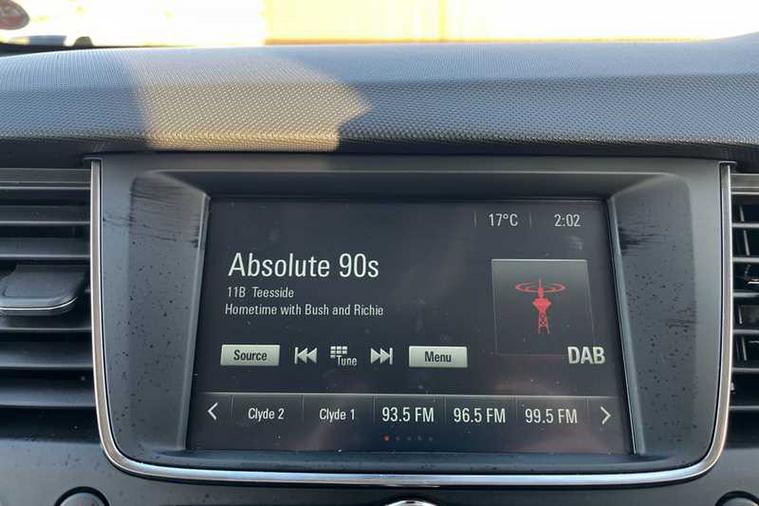 17°C 2:02
Absolute 90s
11B Teesside
Hometime with Bush and Richie
DAB
Source Tune Menu
Clyde 2 Clyde 1 93.5 FM 96.5 FM 99.5 FM